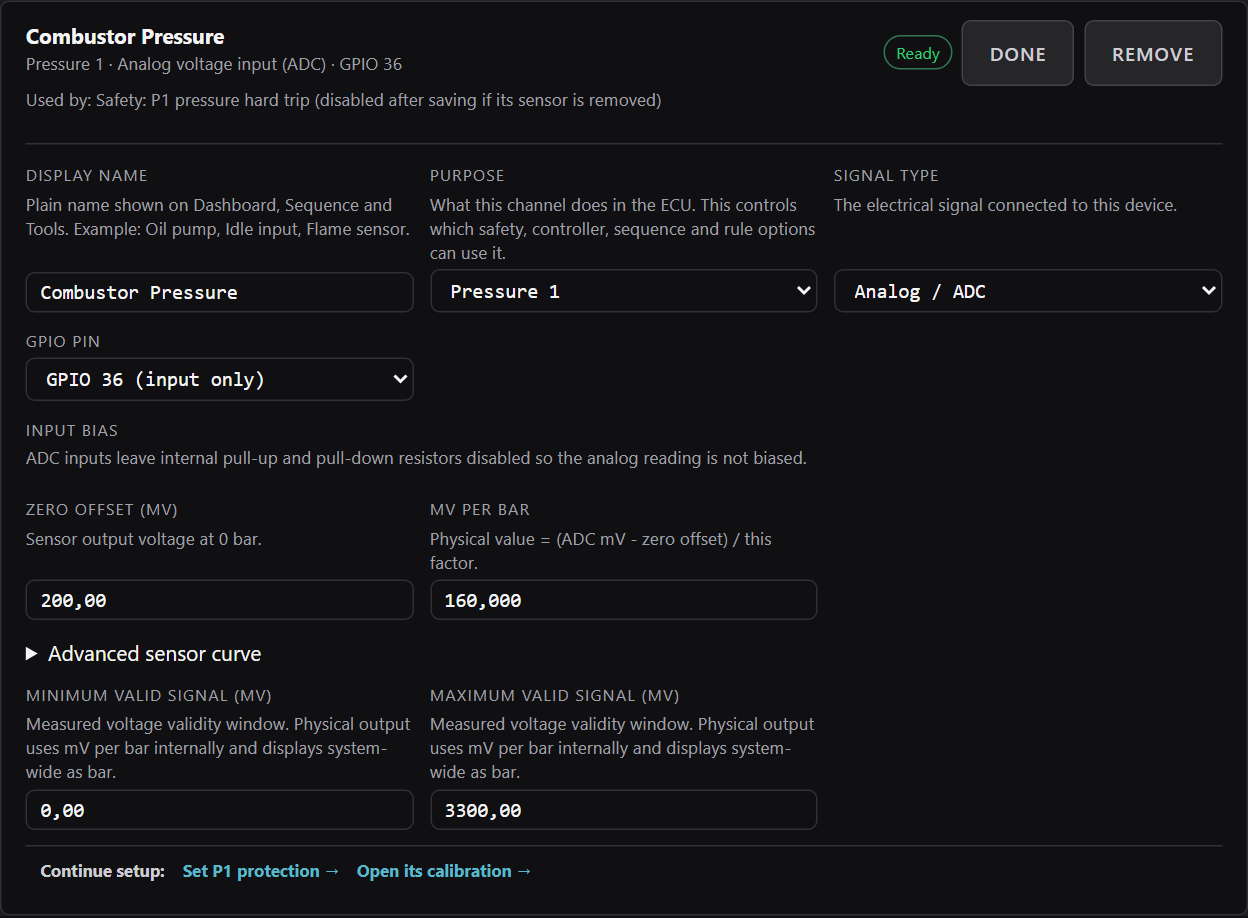 Combustor Pressure
Pressure 1 · Analog voltage input (ADC) · GPIO 36
Used by: Safety: P1 pressure hard trip (disabled after saving if its sensor is removed)
Ready
DONE
REMOVE
DISPLAY NAME
Plain name shown on Dashboard, Sequence and
Tools. Example: Oil pump, Idle input, Flame sensor.
Combustor Pressure
PURPOSE
What this channel does in the ECU. This controls
which safety, controller, sequence and rule options
can use it.
Pressure 1
SIGNAL TYPE
The electrical signal connected to this device.
Analog / ADC
GPIO PIN
GPIO 36 (input only)
INPUT BIAS
ADC inputs leave internal pull-up and pull-down resistors disabled so the analog reading is not biased.
ZERO OFFSET (MV)
Sensor output voltage at 0 bar.
200,00
MV PER BAR
Physical value = (ADC mV - zero offset) / this
factor.
160,000
Advanced sensor curve
MINIMUM VALID SIGNAL (MV)
Measured voltage validity window. Physical output
uses mV per bar internally and displays system-
wide as bar.
0,00
MAXIMUM VALID SIGNAL (MV)
Measured voltage validity window. Physical output
uses mV per bar internally and displays system-
wide as bar.
3300,00
Continue setup: Set P1 protection → Open its calibration →